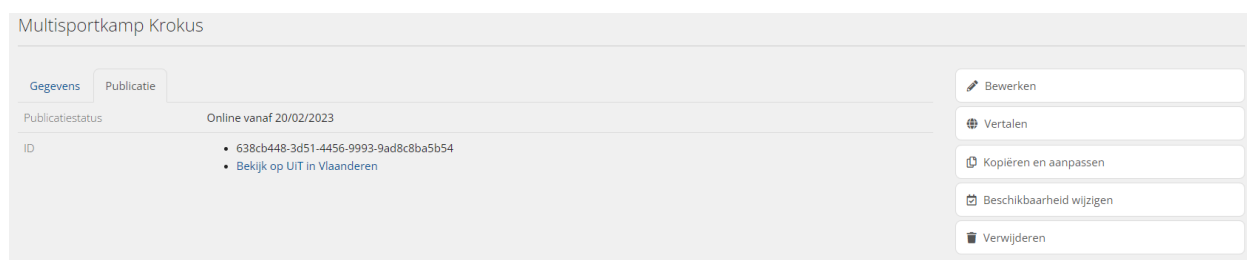 Multisportkamp Krokus
Gegevens Publicatie
Publicatiestatus Online vanaf 20/02/2023
ID 638cb448-3d51-4456-9993-9ad8c8ba5b54
Bekijk op UiT in Vlaanderen
Bewerken
Vertalen
Kopiëren en aanpassen
Beschikbaarheid wijzigen
Verwijderen